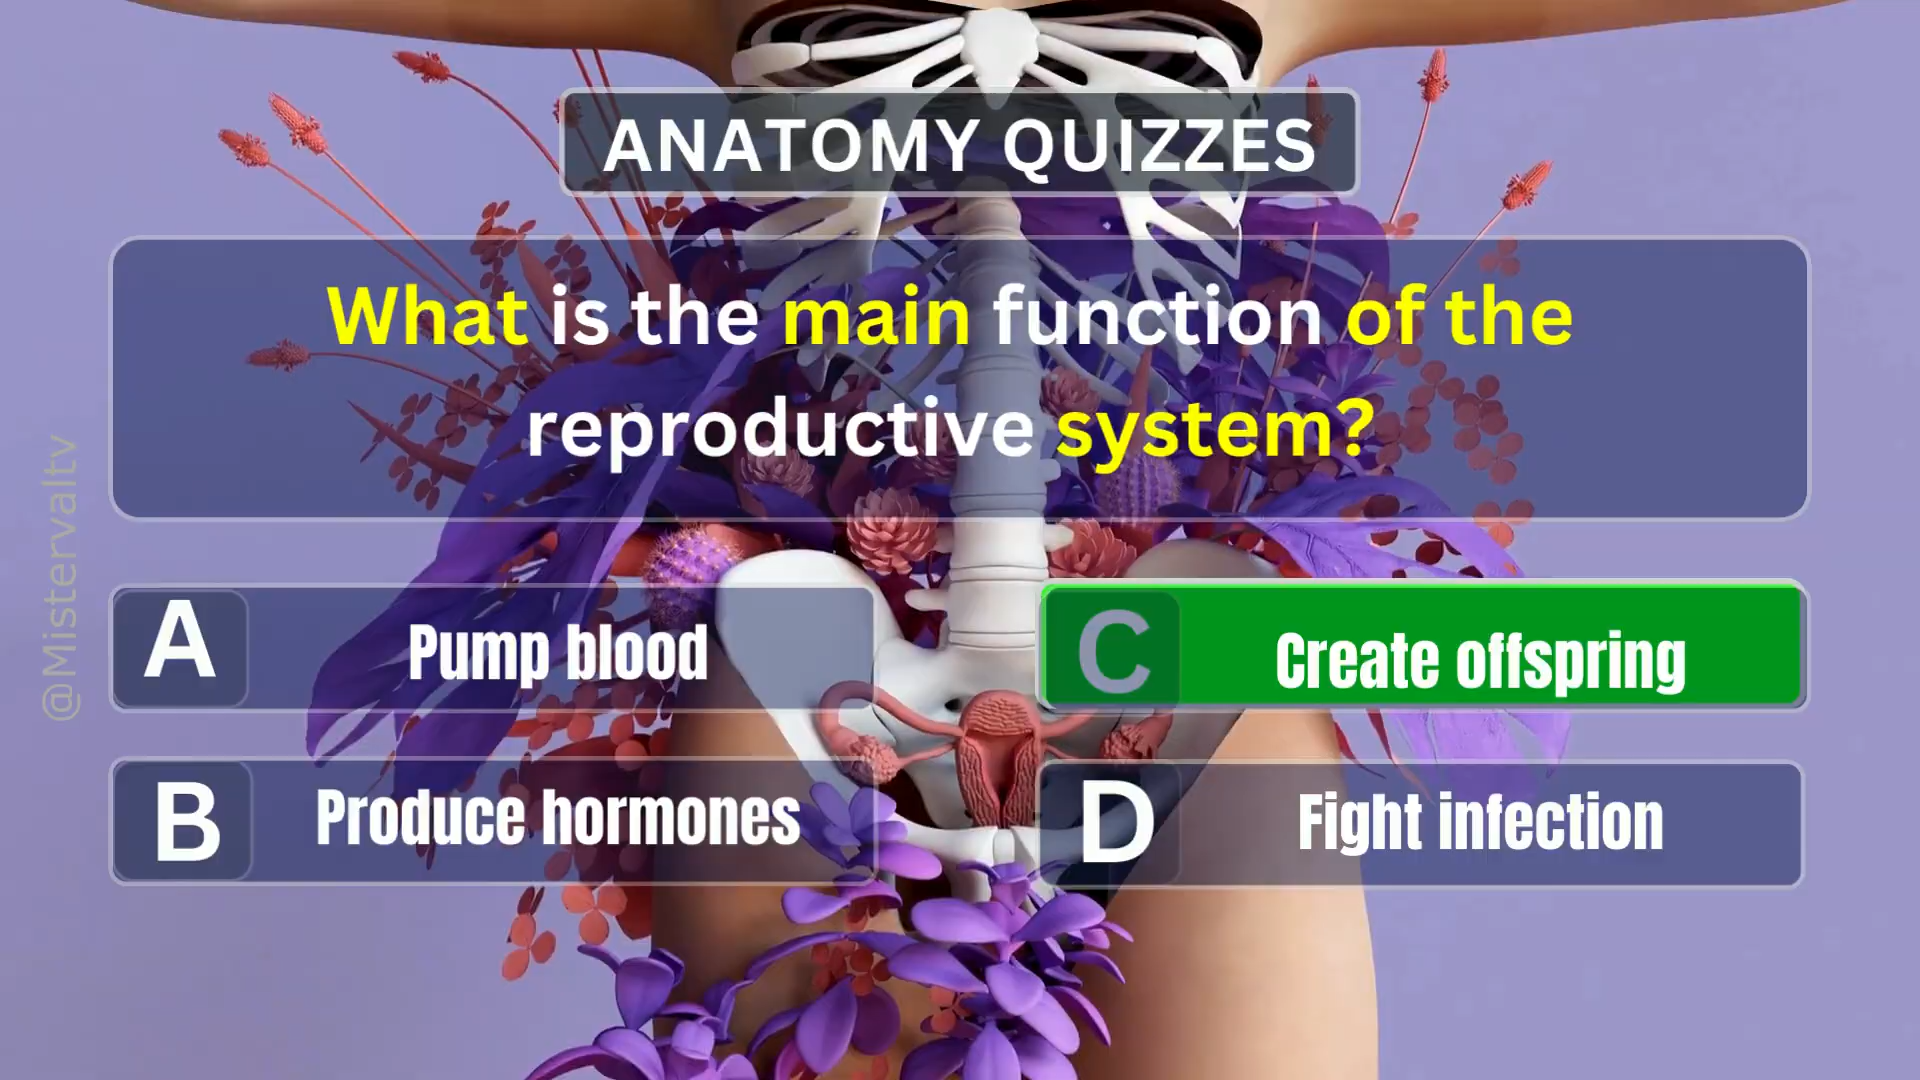 ANATOMY QUIZZES
What is the main function of the
reproductive system?
A Pump blood
B Produce hormones
C Create offspring
D Fight infection
@Mistervaltv